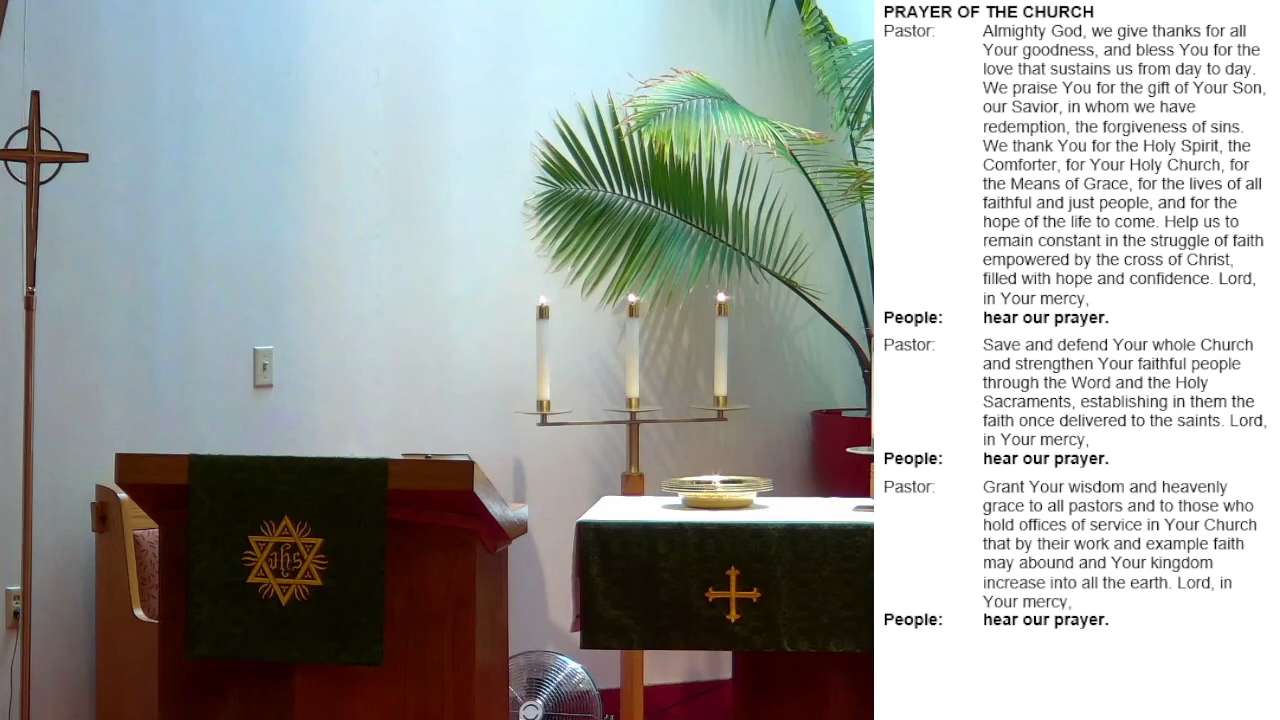 PRAYER OF THE CHURCH
Pastor: Almighty God, we give thanks for all
Your goodness, and bless You for the
love that sustains us from day to day.
We praise You for the gift of Your Son,
our Savior, in whom we have
redemption, the forgiveness of sins.
We thank You for the Holy Spirit, the
Comforter, for Your Holy Church, for
the Means of Grace, for the lives of all
faithful and just people, and for the
hope of the life to come. Help us to
remain constant in the struggle of faith
empowered by the cross of Christ,
filled with hope and confidence. Lord,
in Your mercy,
People: hear our prayer.
Pastor: Save and defend Your whole Church
and strengthen Your faithful people
through the Word and the Holy
Sacraments, establishing in them the
faith once delivered to the saints. Lord,
in Your mercy,
People: hear our prayer.
Pastor: Grant Your wisdom and heavenly
grace to all pastors and to those who
hold offices of service in Your Church
that by their work and example faith
may abound and Your kingdom
increase into all the earth. Lord, in
Your mercy,
People: hear our prayer.
ihs